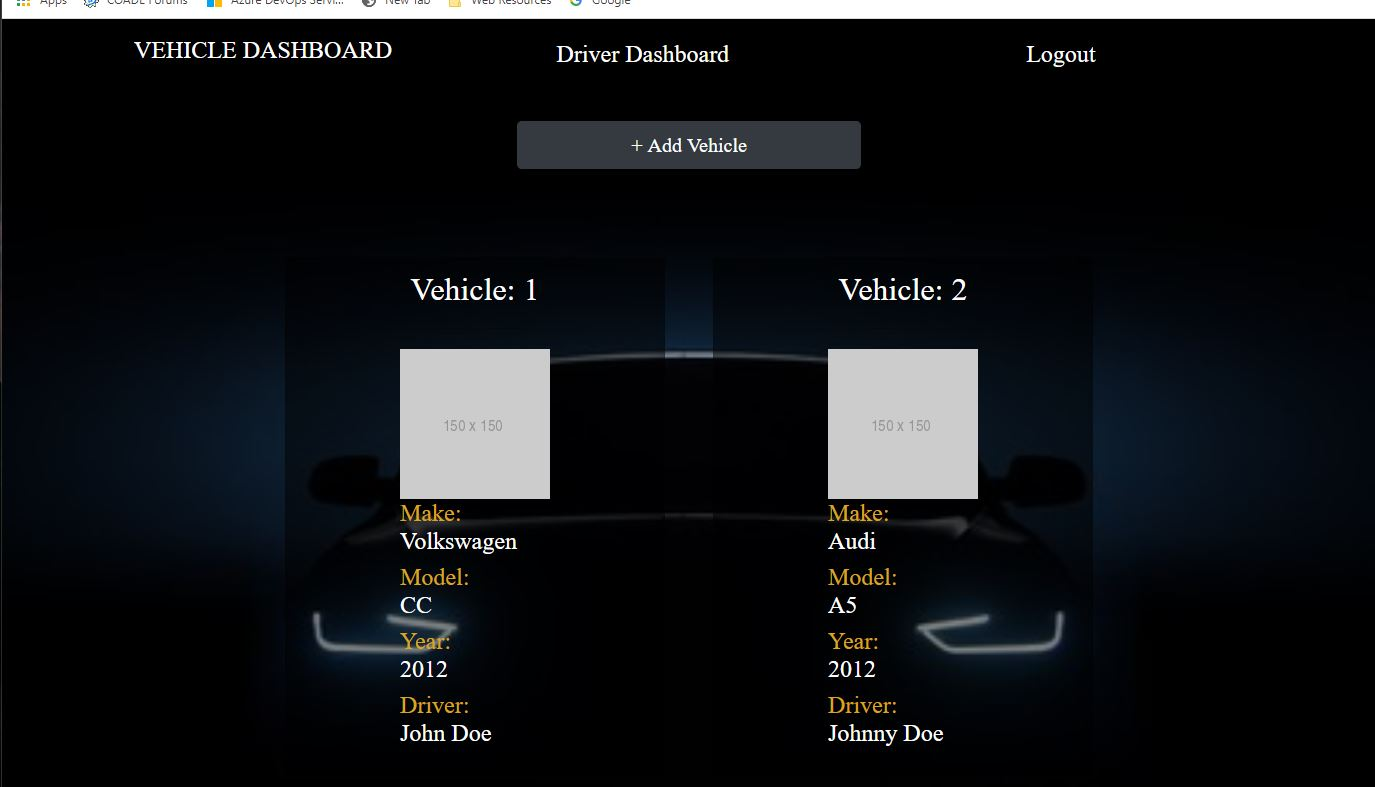 Apps COADE Forums Azure DevOps Servi... New Tab Web Resources Google
VEHICLE DASHBOARD Driver Dashboard Logout
+ Add Vehicle
Vehicle: 1 Vehicle: 2
150 x 150 150 x 150
Make: Make:
Volkswagen Audi
Model: Model:
CC A5
Year: Year:
2012 2012
Driver: Driver:
John Doe Johnny Doe